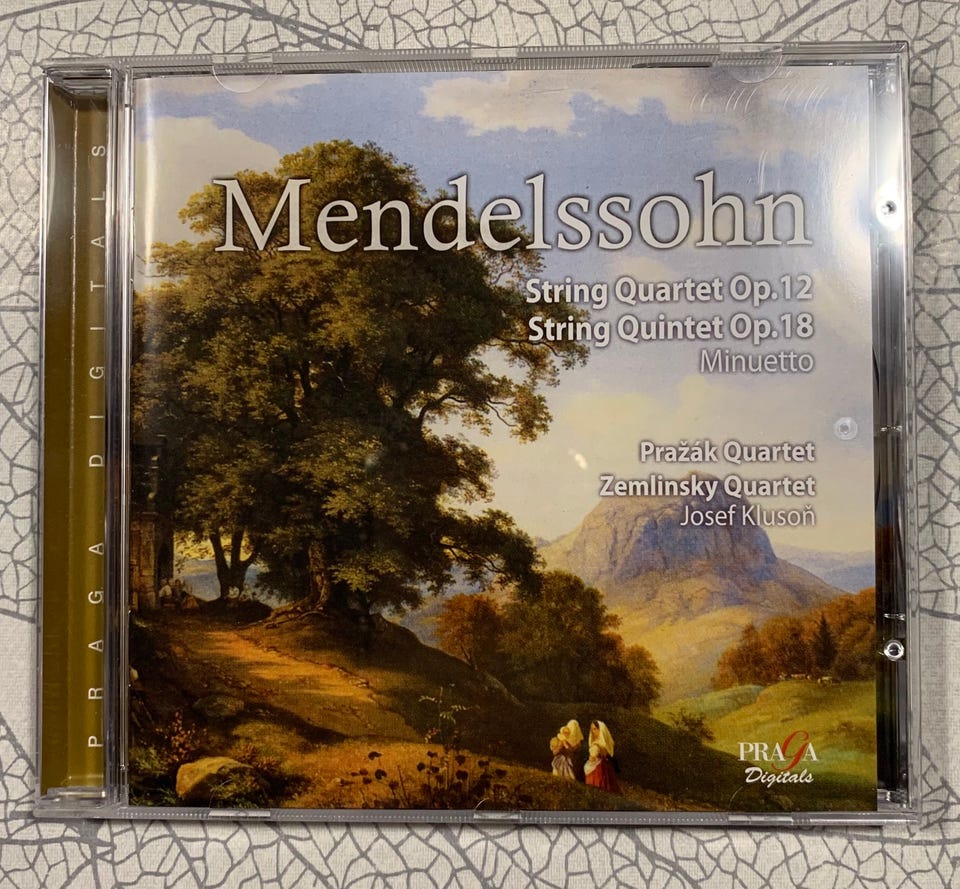 PRAGA DIGITALS
Mendelssohn
String Quartet Op.12
String Quintet Op.18
Minuetto
Pražák Quartet
Zemlinsky Quartet
Josef Klusoň
PRAGA
Digitals